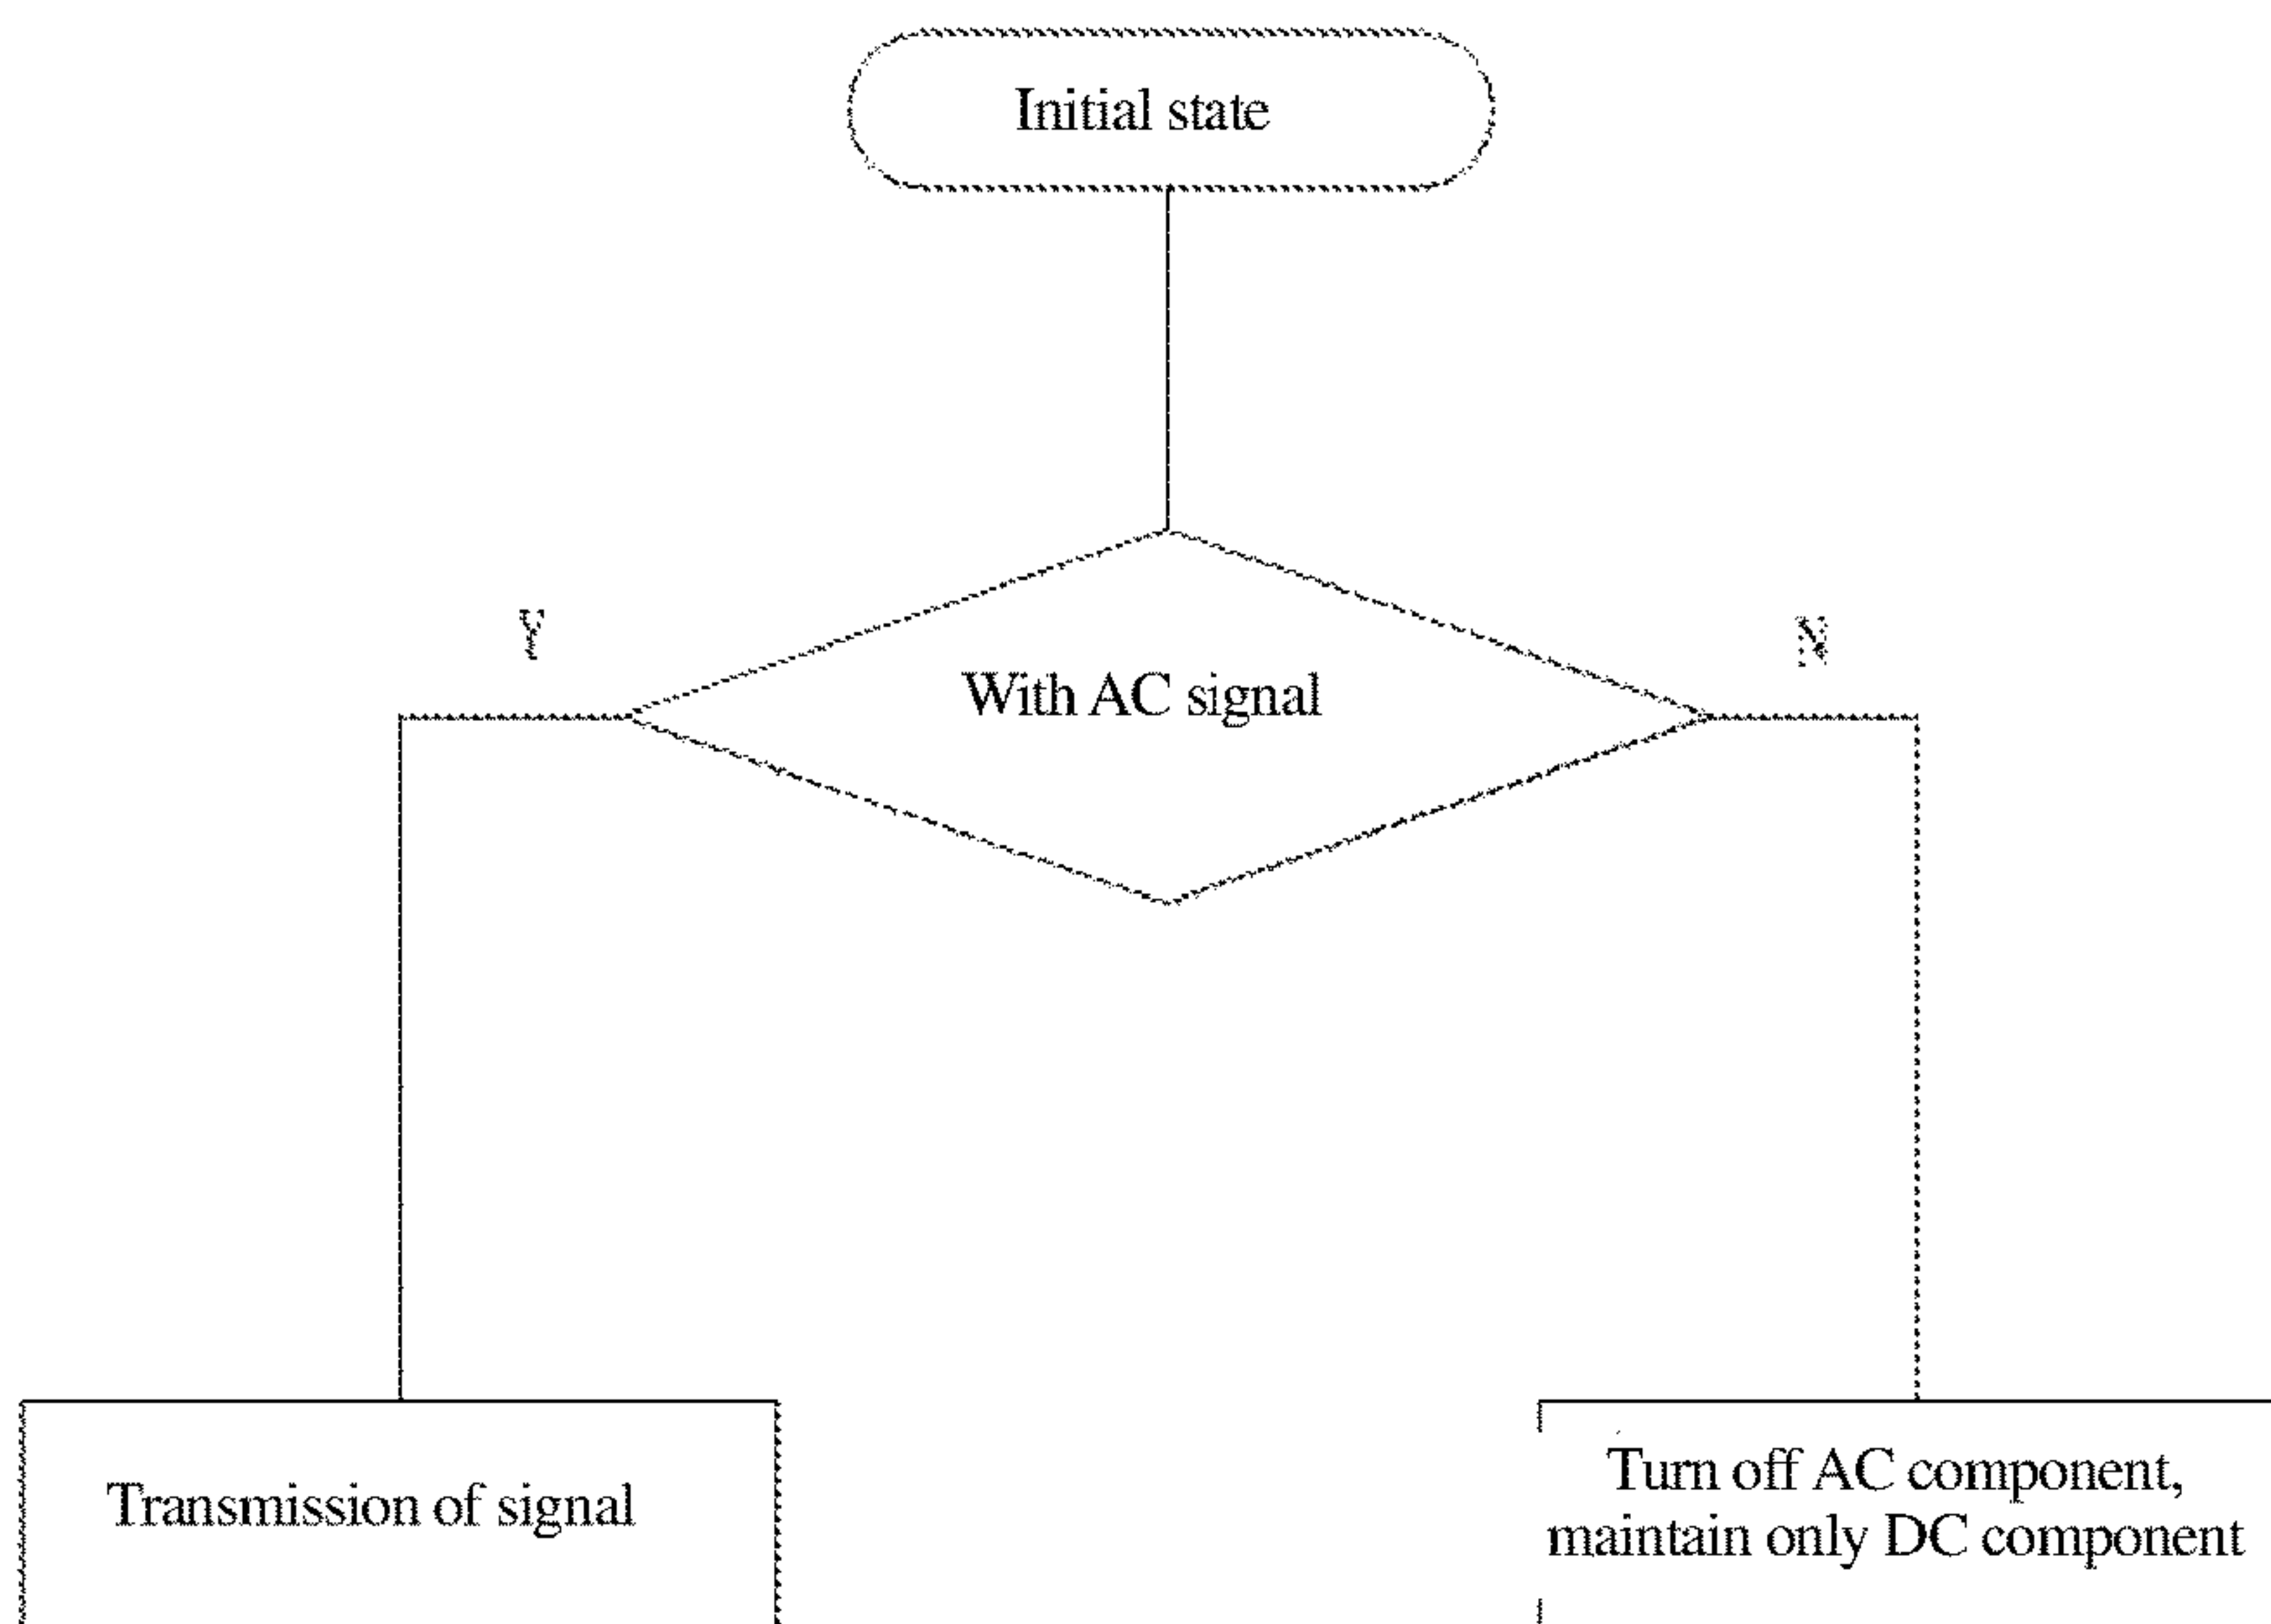 Initial state
Y
N
With AC signal
Transmission of signal
Turn off AC component,
maintain only DC component